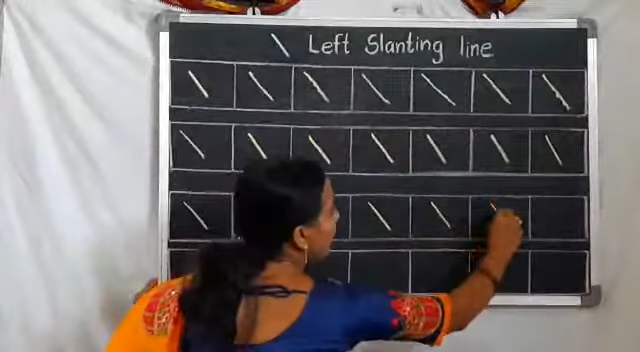 \ Left Slanting line
\ \ \ \ \ \ \
\ \ \ \ \ \ \
\ \ \